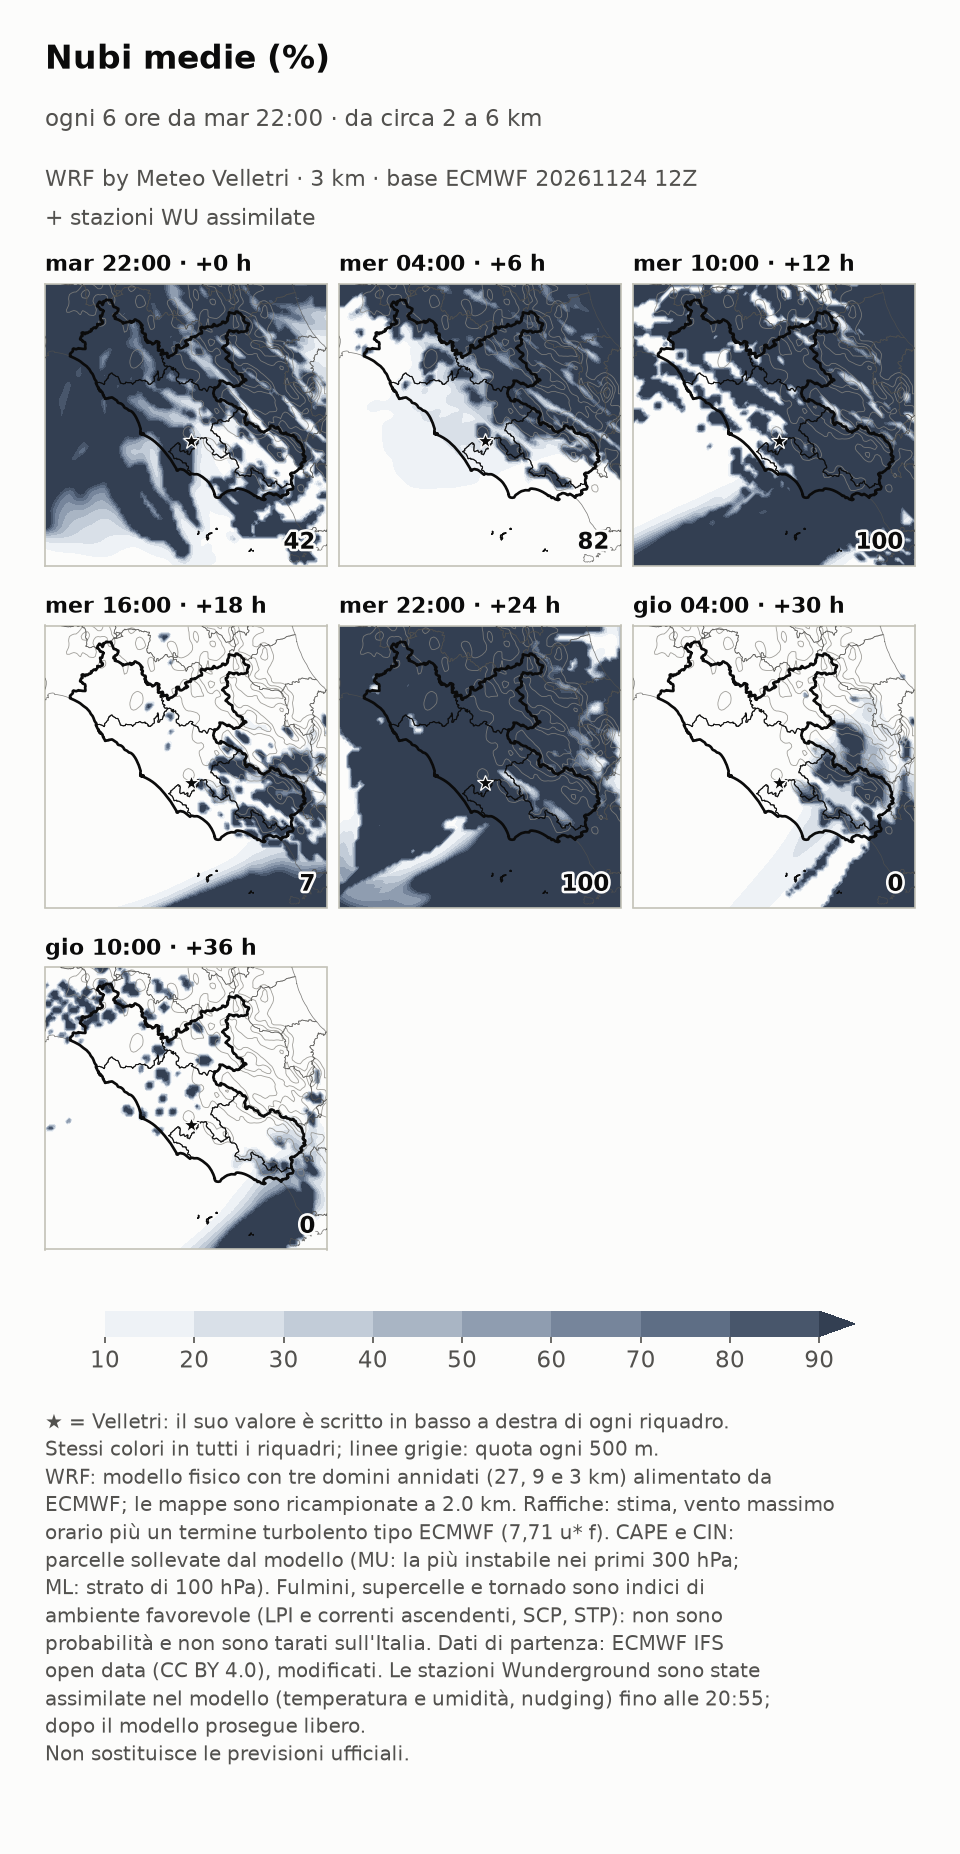 Nubi medie (%)
ogni 6 ore da mar 22:00 · da circa 2 a 6 km
WRF by Meteo Velletri · 3 km · base ECMWF 20261124 12Z
+ stazioni WU assimilate
mar 22:00 · +0 h
42
mer 04:00 · +6 h
82
mer 10:00 · +12 h
100
mer 16:00 · +18 h
7
mer 22:00 · +24 h
100
gio 04:00 · +30 h
0
gio 10:00 · +36 h
0
10 20 30 40 50 60 70 80 90
★ = Velletri: il suo valore è scritto in basso a destra di ogni riquadro.
Stessi colori in tutti i riquadri; linee grigie: quota ogni 500 m.
WRF: modello fisico con tre domini annidati (27, 9 e 3 km) alimentato da
ECMWF; le mappe sono ricampionate a 2.0 km. Raffiche: stima, vento massimo
orario più un termine turbolento tipo ECMWF (7,71 u* f). CAPE e CIN:
parcelle sollevate dal modello (MU: la più instabile nei primi 300 hPa;
ML: strato di 100 hPa). Fulmini, supercelle e tornado sono indici di
ambiente favorevole (LPI e correnti ascendenti, SCP, STP): non sono
probabilità e non sono tarati sull'Italia. Dati di partenza: ECMWF IFS
open data (CC BY 4.0), modificati. Le stazioni Wunderground sono state
assimilate nel modello (temperatura e umidità, nudging) fino alle 20:55;
dopo il modello prosegue libero.
Non sostituisce le previsioni ufficiali.